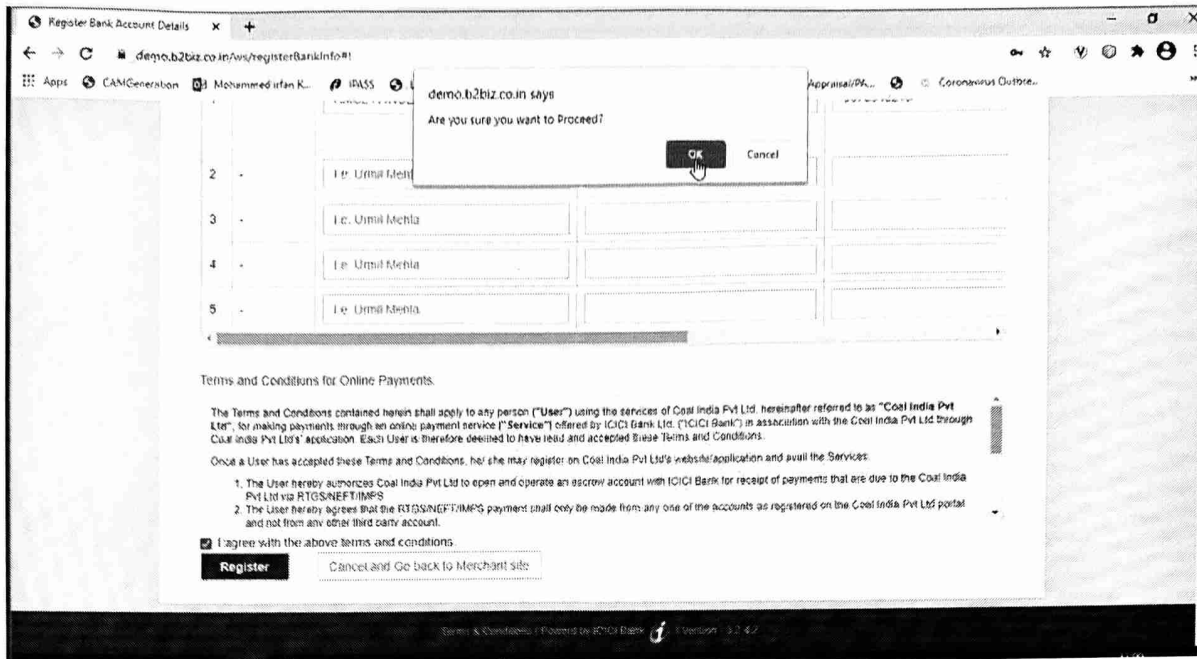 Register Bank Account Details
demo.b2biz.co.in/ws/registerBankInfo#!
Apps CAMGeneration Mohammed irfan K... iPASS Appraisal/PA... Coronavirus Outbre...
demo.b2biz.co.in says
Are you sure you want to Proceed?
OK Cancel
2 - I.e. Urmil Meht
3 - I.e. Urmil Mehta
4 - I.e. Urmil Mehta
5 - I.e. Urmil Mehta
Terms and Conditions for Online Payments.
The Terms and Conditions contained herein shall apply to any person ("User") using the services of Coal India Pvt Ltd. hereinafter referred to as "Coal India Pvt
Ltd", for making payments through an online payment service ("Service") offered by ICICI Bank Ltd. ("ICICI Bank") in association with the Coal India Pvt Ltd through
Coal India Pvt Ltd's' application. Each User is therefore deemed to have read and accepted these Terms and Conditions.
Once a User has accepted these Terms and Conditions, he/ she may register on Coal India Pvt Ltd's website/application and avail the Services.
1. The User hereby authorizes Coal India Pvt Ltd to open and operate an escrow account with ICICI Bank for receipt of payments that are due to the Coal India
Pvt Ltd via RTGS/NEFT/IMPS
2. The User hereby agrees that the RTGS/NEFT/IMPS payment shall only be made from any one of the accounts as registered on the Coal India Pvt Ltd portal
and not from any other third party account.
I agree with the above terms and conditions.
Register Cancel and Go back to Merchant site
Terms & Conditions | Powered by ICICI Bank | Version : 3.2.4.2